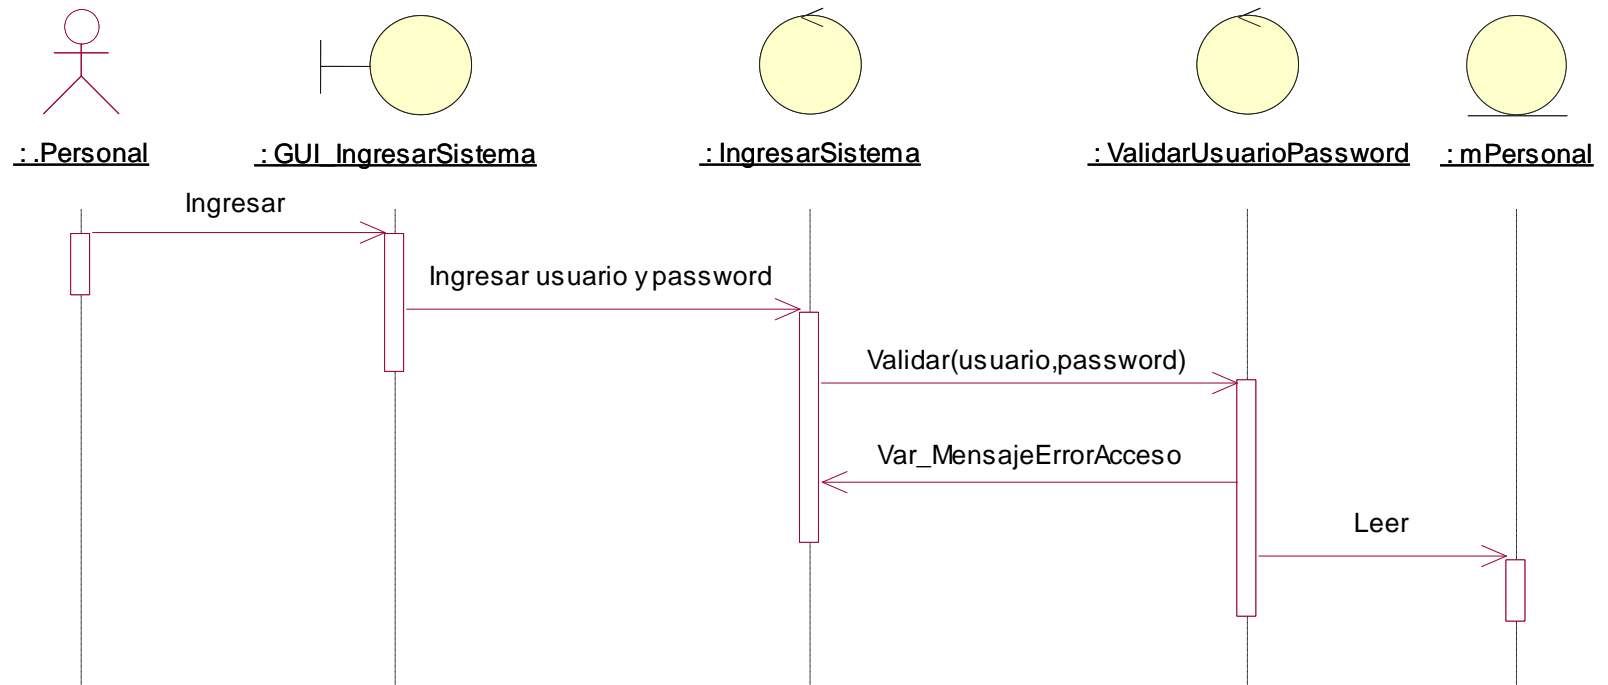 : .Personal
: GUI_IngresarSistema
: IngresarSistema
: ValidarUsuarioPassword
: mPersonal
Ingresar
Ingresar usuario y password
Validar(usuario,password)
Var_MensajeErrorAcceso
Leer